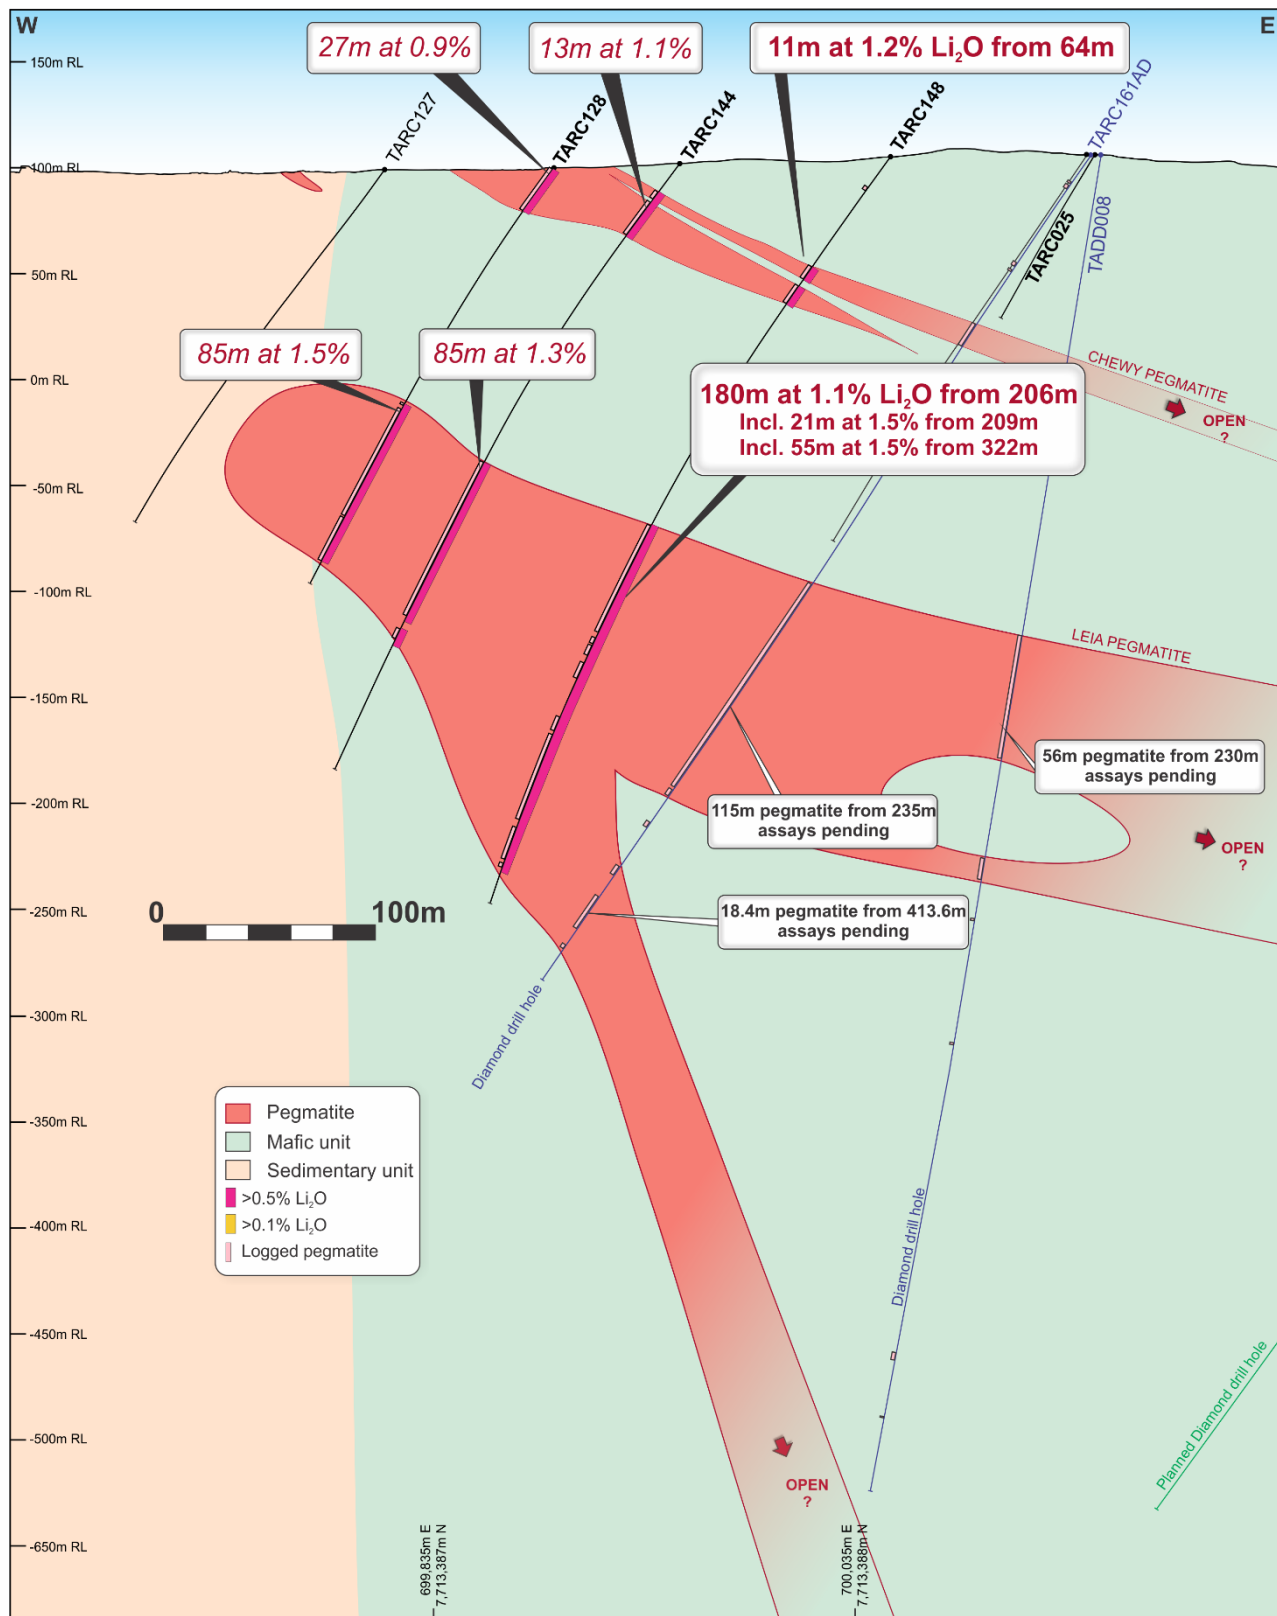 W
E
27m at 0.9%
13m at 1.1%
11m at 1.2% Li₂O from 64m
150m RL
TARC127
TARC128
TARC144
TARC148
TARC161AD
100m RL
TARC025
TADD008
50m RL
85m at 1.5%
85m at 1.3%
0m RL
CHEWY PEGMATITE
180m at 1.1% Li₂O from 206m
Incl. 21m at 1.5% from 209m
Incl. 55m at 1.5% from 322m
OPEN
?
-50m RL
-100m RL
LEIA PEGMATITE
-150m RL
56m pegmatite from 230m
assays pending
-200m RL
115m pegmatite from 235m
assays pending
OPEN
?
-250m RL
0
100m
18.4m pegmatite from 413.6m
assays pending
Diamond drill hole
-300m RL
Pegmatite
Mafic unit
Sedimentary unit
>0.5% Li₂O
>0.1% Li₂O
Logged pegmatite
-350m RL
-400m RL
Diamond drill hole
-450m RL
Planned Diamond drill hole
-500m RL
OPEN
?
-650m RL
699,835m E
7,713,387m N
700,035m E
7,713,388m N